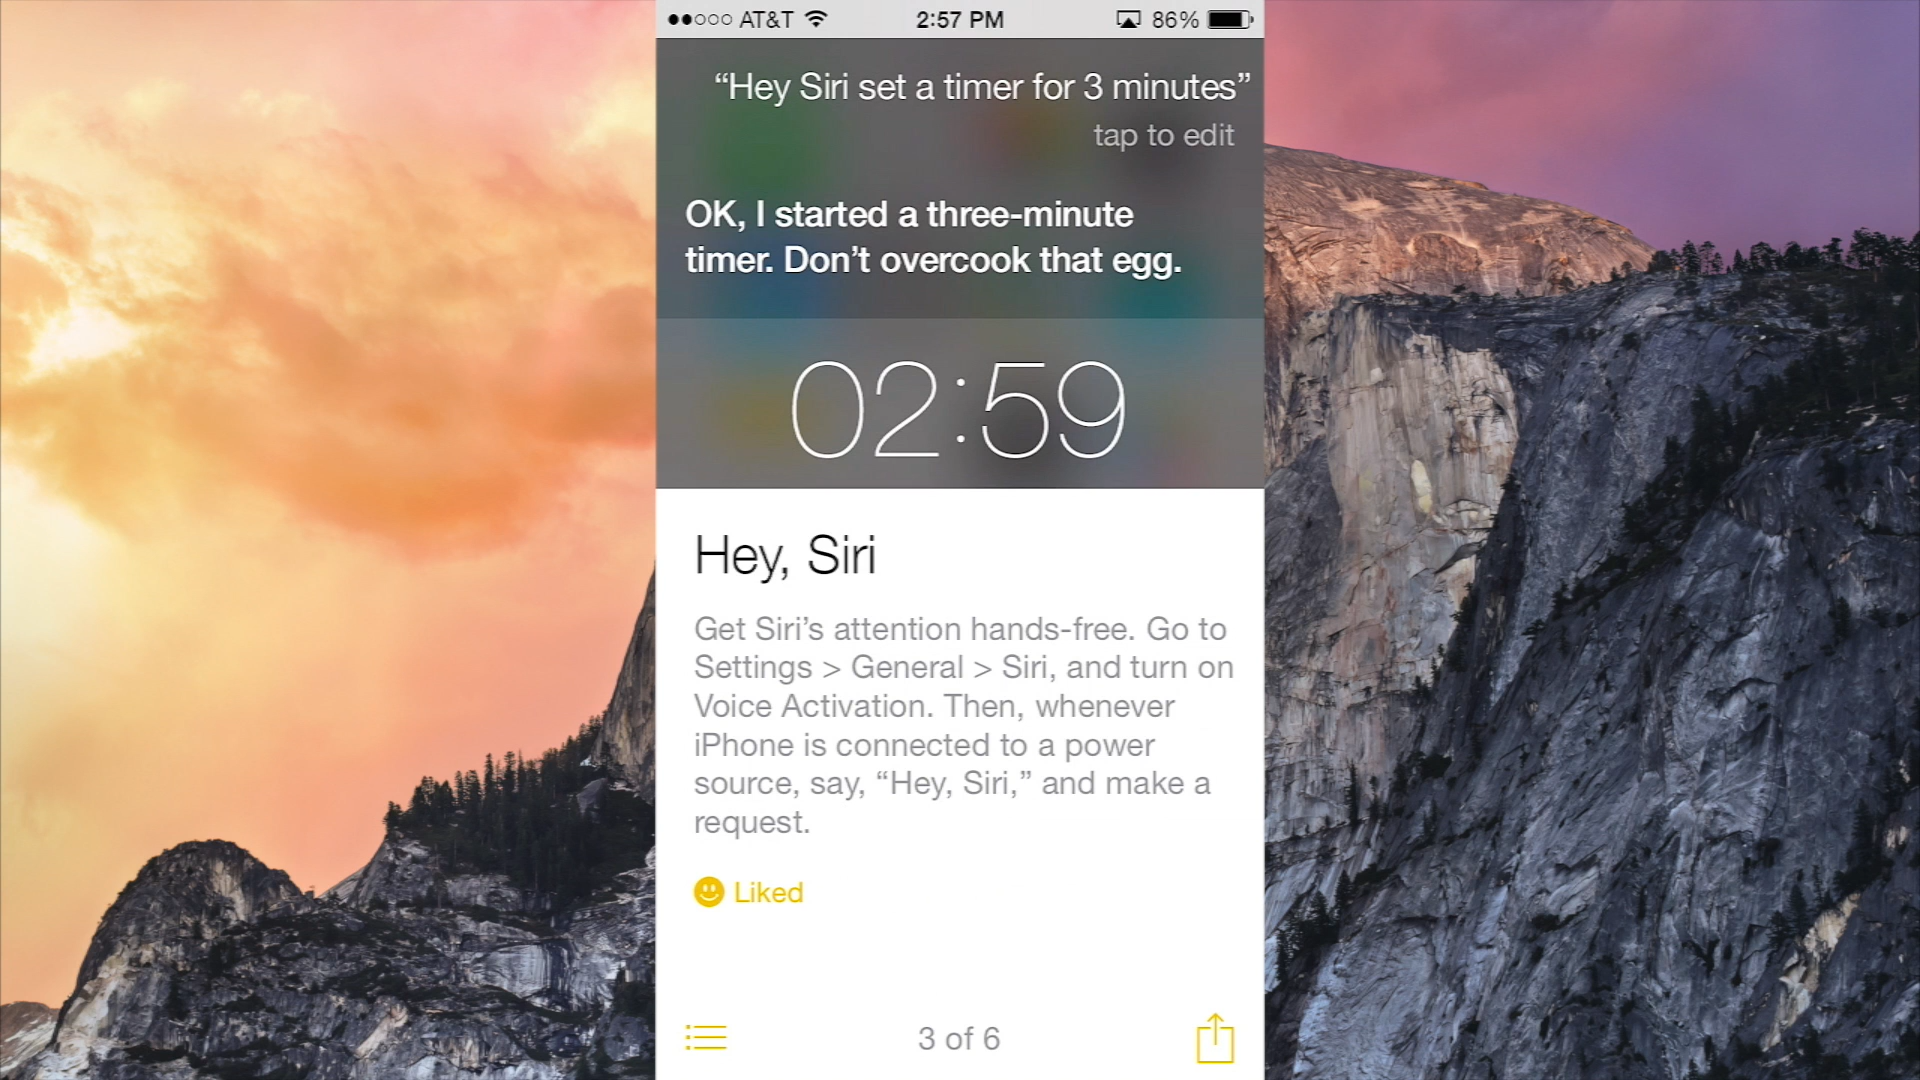 AT&T 2:57 PM 86%
“Hey Siri set a timer for 3 minutes”
tap to edit
OK, I started a three-minute
timer. Don’t overcook that egg.
02:59
Hey, Siri
Get Siri’s attention hands-free. Go to
Settings > General > Siri, and turn on
Voice Activation. Then, whenever
iPhone is connected to a power
source, say, “Hey, Siri,” and make a
request.
Liked
3 of 6